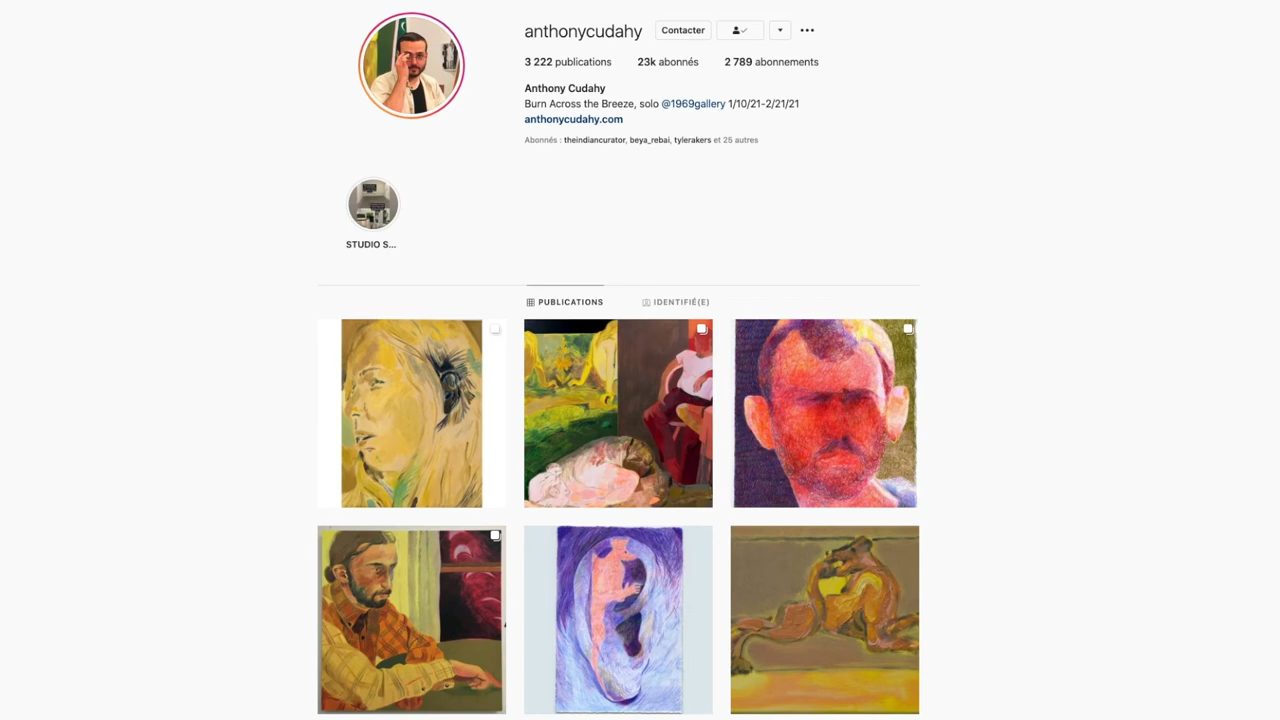 anthonycudahy Contacter
3 222 publications 23k abonnés 2 789 abonnements
Anthony Cudahy
Burn Across the Breeze, solo @1969gallery 1/10/21-2/21/21
anthonycudahy.com
Abonnés : theindiancurator, beya_rebai, tylerakers et 25 autres
STUDIO S...
PUBLICATIONS IDENTIFIÉ(E)